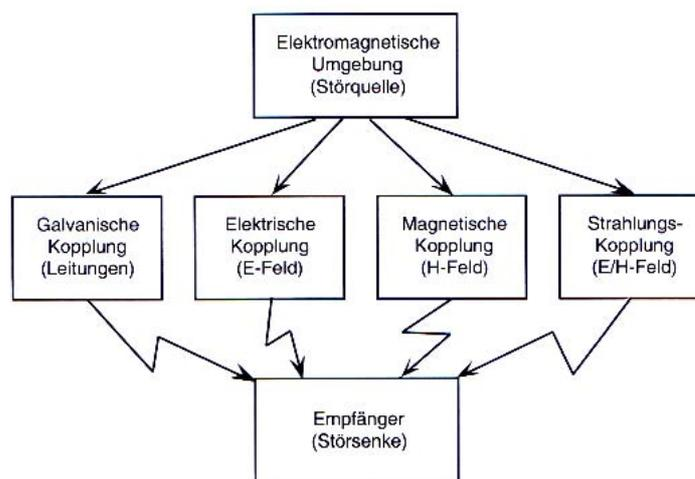 Elektromagnetische
Umgebung
(Störquelle)
Galvanische
Kopplung
(Leitungen)
Elektrische
Kopplung
(E-Feld)
Magnetische
Kopplung
(H-Feld)
Strahlungs-
Kopplung
(E/H-Feld)
Empfänger
(Störsenke)